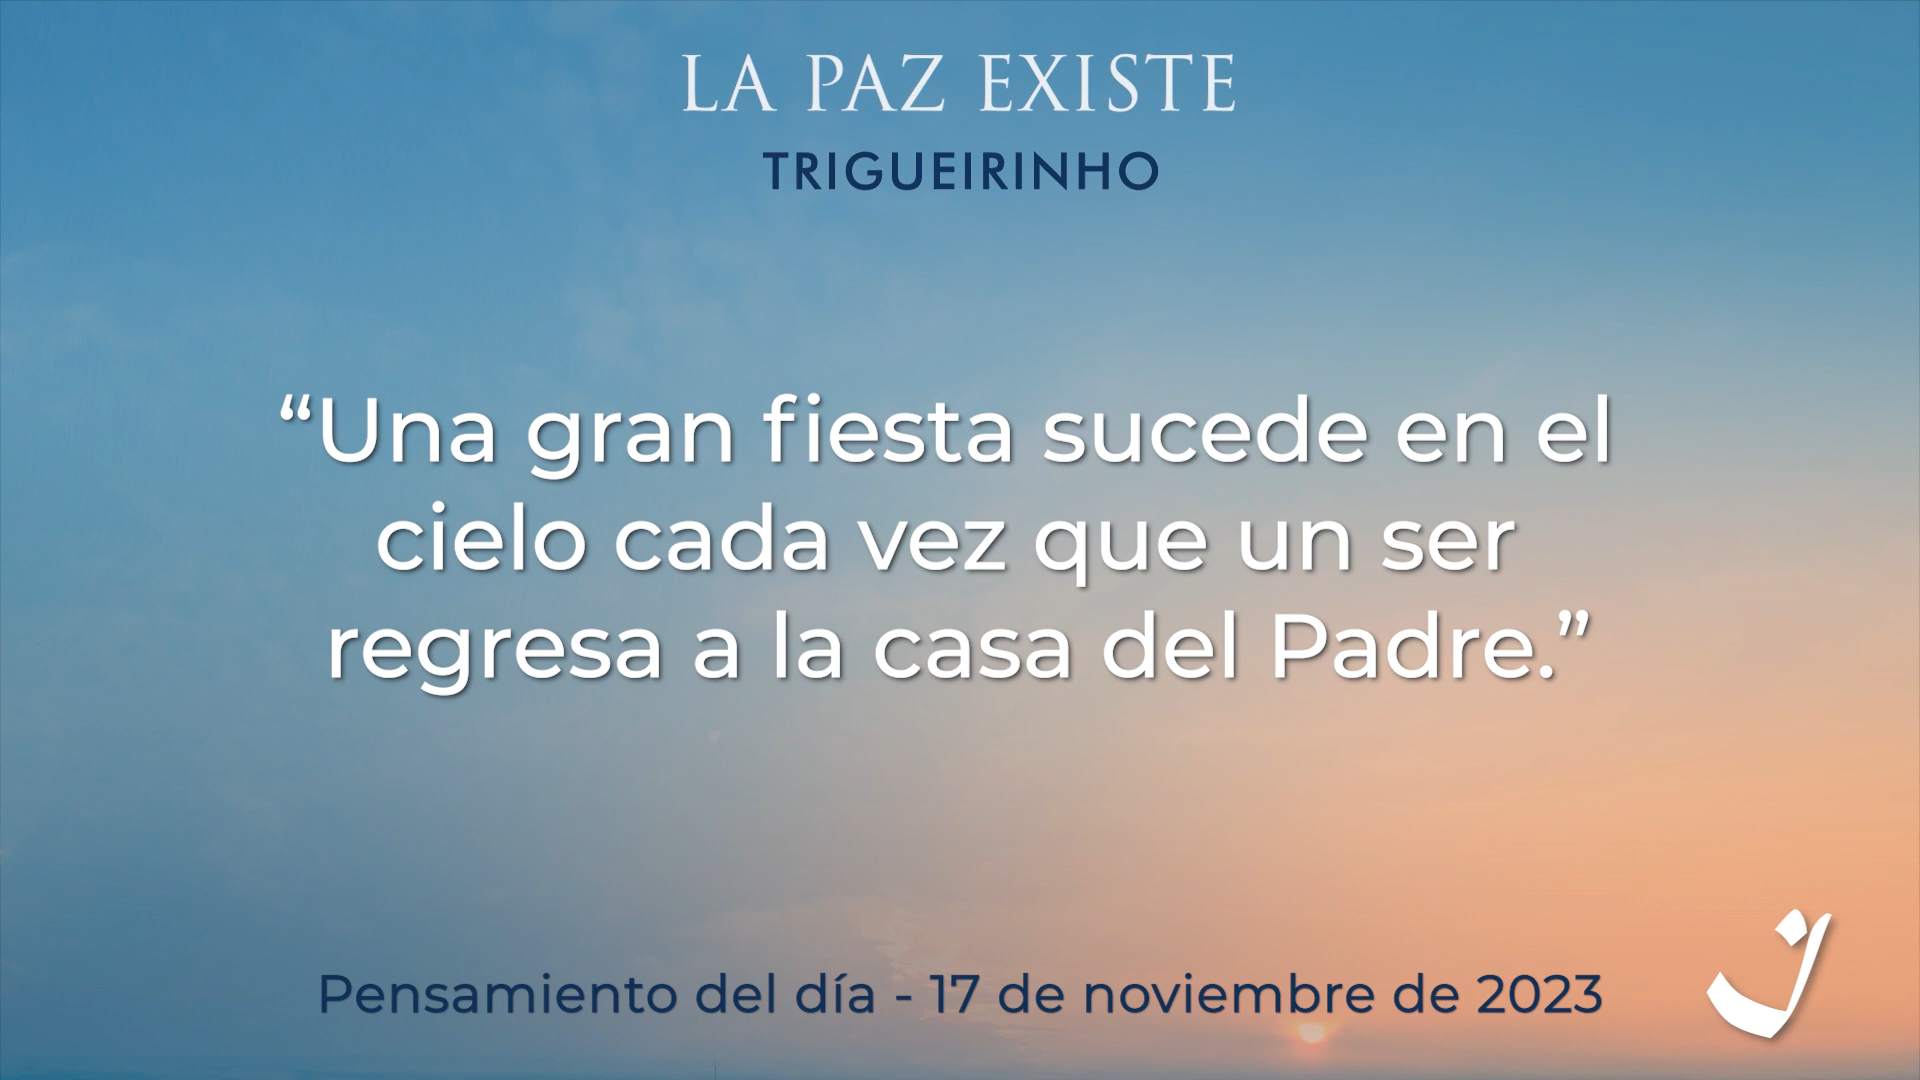 LA PAZ EXISTE
TRIGUEIRINHO
“Una gran fiesta sucede en el
cielo cada vez que un ser
regresa a la casa del Padre.”
Pensamiento del día - 17 de noviembre de 2023